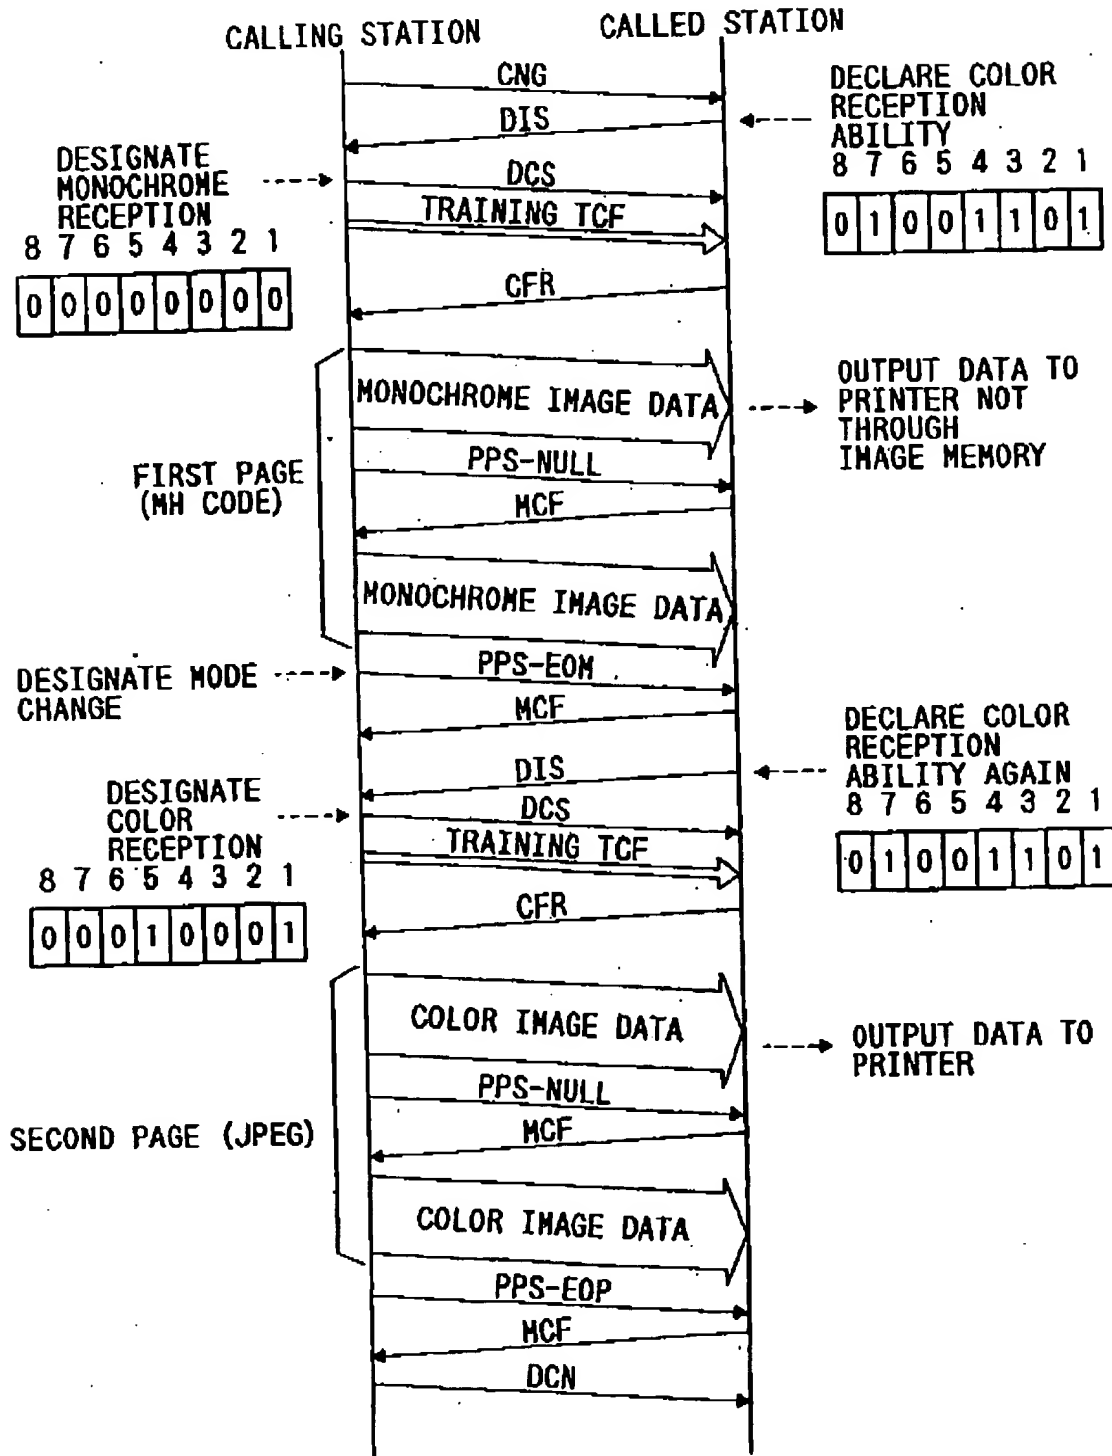 CALLING STATION
CALLED STATION
CNG
DECLARE COLOR
RECEPTION
ABILITY
8 7 6 5 4 3 2 1
0 1 0 0 1 1 0 1
DIS
DESIGNATE
MONOCHROME
RECEPTION
8 7 6 5 4 3 2 1
0 0 0 0 0 0 0 0
DCS
TRAINING TCF
CFR
MONOCHROME IMAGE DATA
OUTPUT DATA TO
PRINTER NOT
THROUGH
IMAGE MEMORY
FIRST PAGE
(MH CODE)
PPS-NULL
MCF
MONOCHROME IMAGE DATA
DESIGNATE MODE
CHANGE
PPS-EOM
MCF
DECLARE COLOR
RECEPTION
ABILITY AGAIN
8 7 6 5 4 3 2 1
0 1 0 0 1 1 0 1
DIS
DESIGNATE
COLOR
RECEPTION
8 7 6 5 4 3 2 1
0 0 0 1 0 0 0 1
DCS
TRAINING TCF
CFR
COLOR IMAGE DATA
OUTPUT DATA TO
PRINTER
PPS-NULL
SECOND PAGE (JPEG)
MCF
COLOR IMAGE DATA
PPS-EOP
MCF
DCN